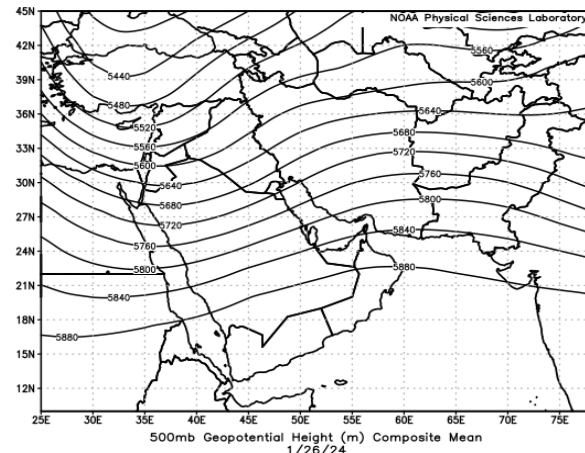 NOAA Physical Sciences Laboratory
45N
42N
39N
36N
33N
30N
27N
24N
21N
18N
15N
12N
5440
5480
5520
5560
5600
5640
5680
5720
5760
5800
5840
5880
5560
5600
5640
5680
5720
5760
5800
5840
5880
25E
30E
35E
40E
45E
50E
55E
60E
65E
70E
75E
500mb Geopotential Height (m) Composite Mean
1/26/24